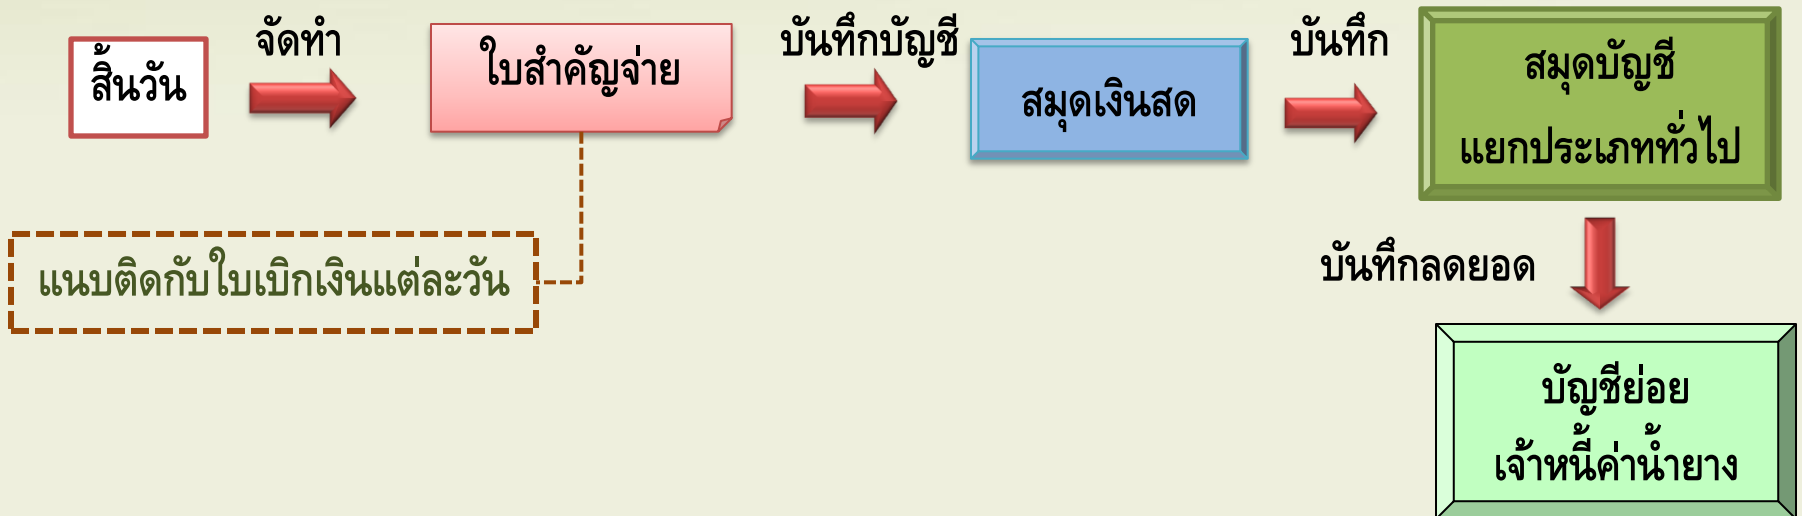 สิ้นวัน
จัดทำ
ใบสำคัญจ่าย
บันทึกบัญชี
สมุดเงินสด
บันทึก
สมุดบัญชี
แยกประเภททั่วไป
แนบติดกับใบเบิกเงินแต่ละวัน
บันทึกลดยอด
บัญชีย่อย
เจ้าหนี้ค่าน้ำยาง